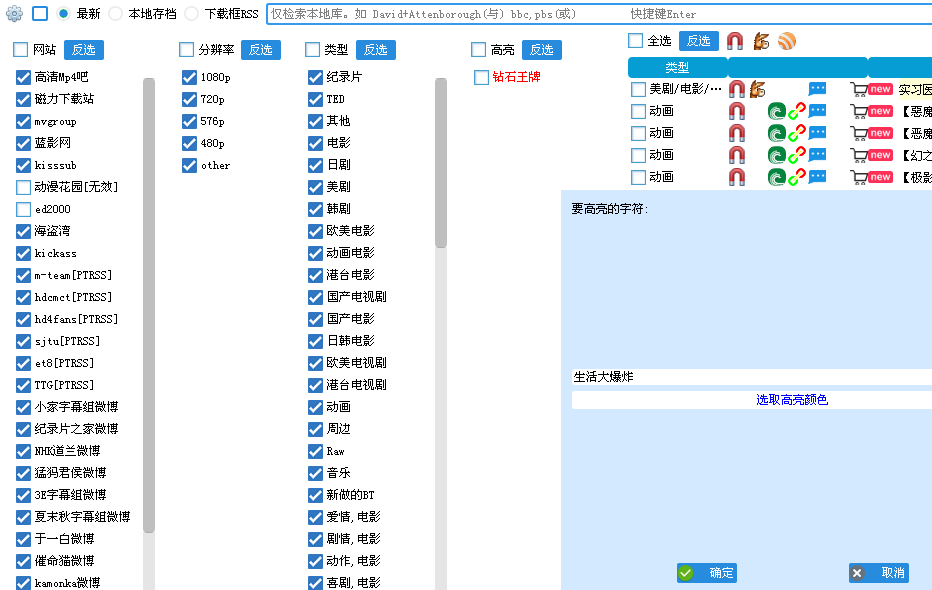 最新 本地存档 下载框RSS 仅检索本地库。如 David+Attenborough(与) bbc,pbs(或) 快捷键Enter
网站 反选 分辨率 反选 类型 反选 高亮 反选 全选 反选
高清Mp4吧 1080p 纪录片 钻石王牌 类型
磁力下载站 720p TED 美剧/电影/… new 实习医
mvgroup 576p 其他 动画 new 【恶魔
蓝影网 480p 电影 动画 new 【恶魔
kisssub other 日剧 动画 new 【幻之
动漫花园[无效] 美剧 动画 new 【极影
ed2000 韩剧 要高亮的字符:
海盗湾 欧美电影
kickass 动画电影
m-team[PTRSS] 港台电影
hdcmct[PTRSS] 国产电视剧
hd4fans[PTRSS] 国产电影
sjtu[PTRSS] 日韩电影
et8[PTRSS] 欧美电视剧
TTG[PTRSS] 港台电视剧 生活大爆炸
小家字幕组微博 动画 选取高亮颜色
纪录片之家微博 周边
NHK道兰微博 Raw
猛犸君侯微博 音乐
3E字幕组微博 新做的BT
夏末秋字幕组微博 爱情,电影
于一白微博 剧情,电影
催命猫微博 动作,电影 确定 取消
kamonka微博 喜剧,电影